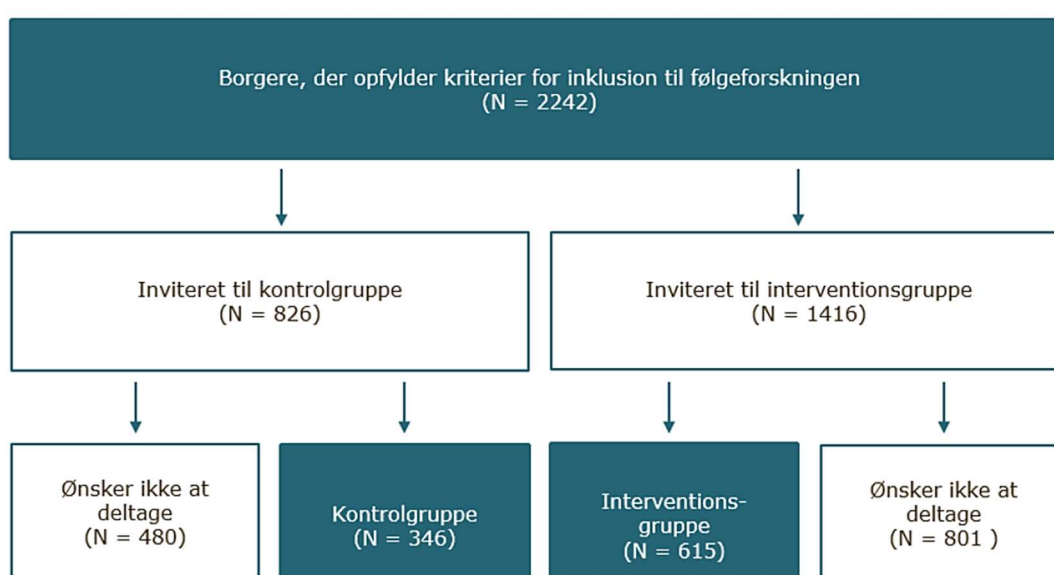 Borgere, der opfylder kriterier for inklusion til følgeforskningen
(N = 2242)
Inviteret til kontrolgruppe
(N = 826)
Inviteret til interventionsgruppe
(N = 1416)
Ønsker ikke at
deltage
(N = 480)
Kontrolgruppe
(N = 346)
Interventions-
gruppe
(N = 615)
Ønsker ikke at
deltage
(N = 801 )